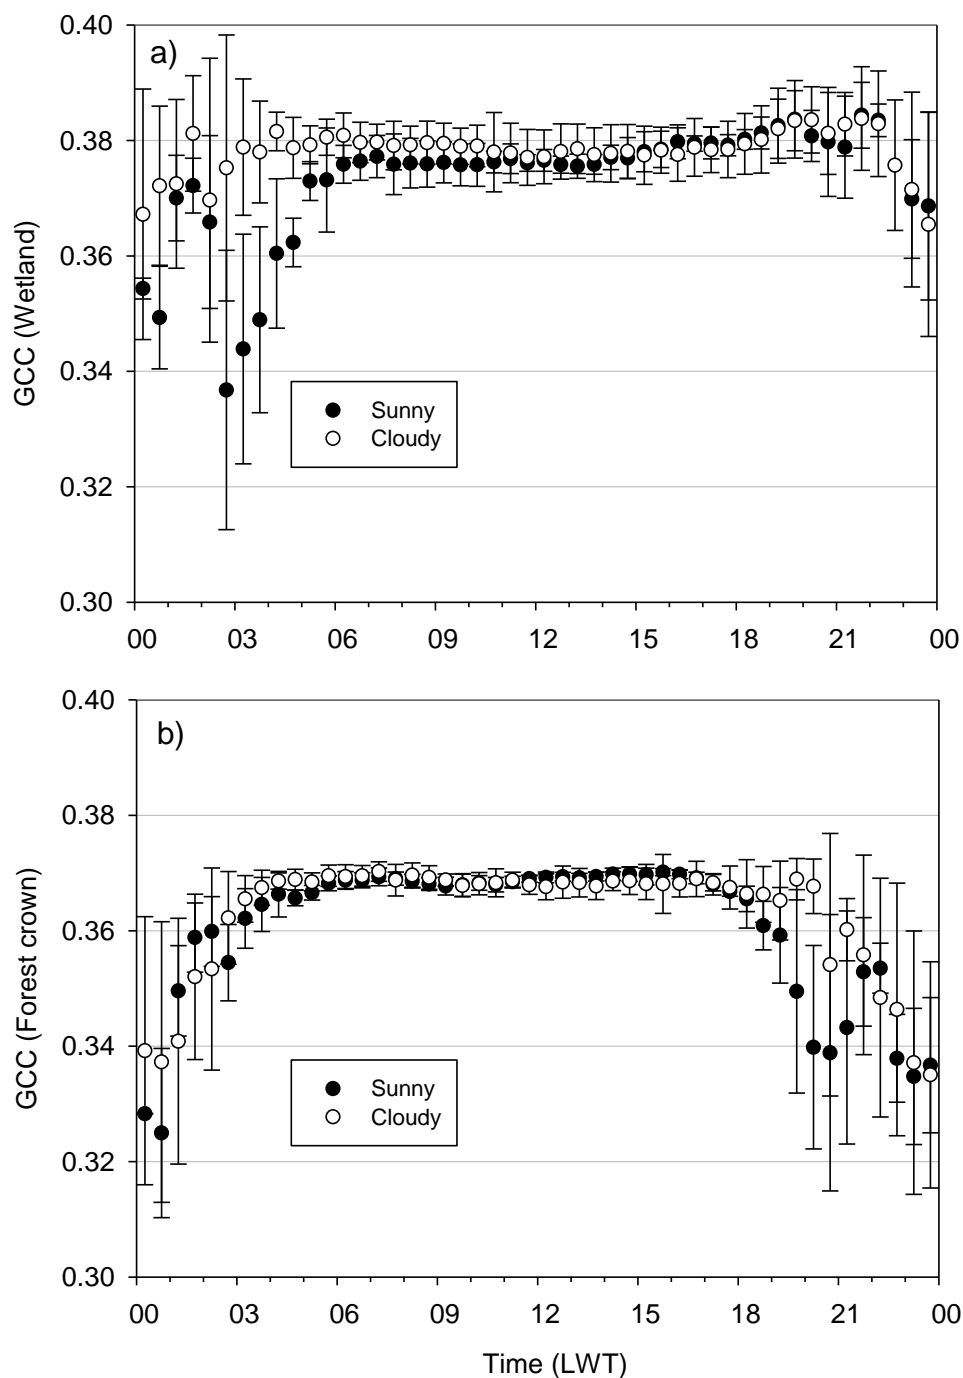 a)
GCC (Wetland)
0.40
0.38
0.36
0.34
0.32
0.30
Sunny
Cloudy
00 03 06 09 12 15 18 21 00
b)
GCC (Forest crown)
0.40
0.38
0.36
0.34
0.32
0.30
Sunny
Cloudy
00 03 06 09 12 15 18 21 00
Time (LWT)